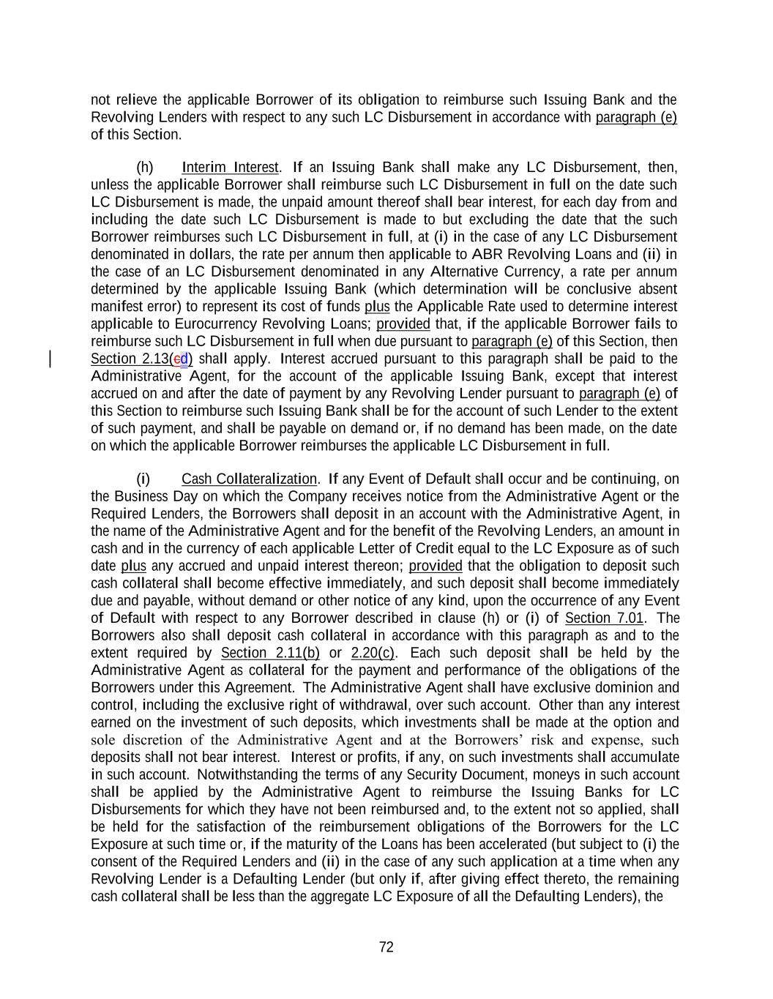 not relieve the applicable Borrower of its obligation to reimburse such Issuing Bank and the
Revolving Lenders with respect to any such LC Disbursement in accordance with paragraph (e)
of this Section.
(h) Interim Interest. If an Issuing Bank shall make any LC Disbursement, then,
unless the applicable Borrower shall reimburse such LC Disbursement in full on the date such
LC Disbursement is made, the unpaid amount thereof shall bear interest, for each day from and
including the date such LC Disbursement is made to but excluding the date that the such
Borrower reimburses such LC Disbursement in full, at (i) in the case of any LC Disbursement
denominated in dollars, the rate per annum then applicable to ABR Revolving Loans and (ii) in
the case of an LC Disbursement denominated in any Alternative Currency, a rate per annum
determined by the applicable Issuing Bank (which determination will be conclusive absent
manifest error) to represent its cost of funds plus the Applicable Rate used to determine interest
applicable to Eurocurrency Revolving Loans; provided that, if the applicable Borrower fails to
reimburse such LC Disbursement in full when due pursuant to paragraph (e) of this Section, then
Section 2.13(cd) shall apply. Interest accrued pursuant to this paragraph shall be paid to the
Administrative Agent, for the account of the applicable Issuing Bank, except that interest
accrued on and after the date of payment by any Revolving Lender pursuant to paragraph (e) of
this Section to reimburse such Issuing Bank shall be for the account of such Lender to the extent
of such payment, and shall be payable on demand or, if no demand has been made, on the date
on which the applicable Borrower reimburses the applicable LC Disbursement in full.
(i) Cash Collateralization. If any Event of Default shall occur and be continuing, on
the Business Day on which the Company receives notice from the Administrative Agent or the
Required Lenders, the Borrowers shall deposit in an account with the Administrative Agent, in
the name of the Administrative Agent and for the benefit of the Revolving Lenders, an amount in
cash and in the currency of each applicable Letter of Credit equal to the LC Exposure as of such
date plus any accrued and unpaid interest thereon; provided that the obligation to deposit such
cash collateral shall become effective immediately, and such deposit shall become immediately
due and payable, without demand or other notice of any kind, upon the occurrence of any Event
of Default with respect to any Borrower described in clause (h) or (i) of Section 7.01. The
Borrowers also shall deposit cash collateral in accordance with this paragraph as and to the
extent required by Section 2.11(b) or 2.20(c). Each such deposit shall be held by the
Administrative Agent as collateral for the payment and performance of the obligations of the
Borrowers under this Agreement. The Administrative Agent shall have exclusive dominion and
control, including the exclusive right of withdrawal, over such account. Other than any interest
earned on the investment of such deposits, which investments shall be made at the option and
sole discretion of the Administrative Agent and at the Borrowers’ risk and expense, such
deposits shall not bear interest. Interest or profits, if any, on such investments shall accumulate
in such account. Notwithstanding the terms of any Security Document, moneys in such account
shall be applied by the Administrative Agent to reimburse the Issuing Banks for LC
Disbursements for which they have not been reimbursed and, to the extent not so applied, shall
be held for the satisfaction of the reimbursement obligations of the Borrowers for the LC
Exposure at such time or, if the maturity of the Loans has been accelerated (but subject to (i) the
consent of the Required Lenders and (ii) in the case of any such application at a time when any
Revolving Lender is a Defaulting Lender (but only if, after giving effect thereto, the remaining
cash collateral shall be less than the aggregate LC Exposure of all the Defaulting Lenders), the
72